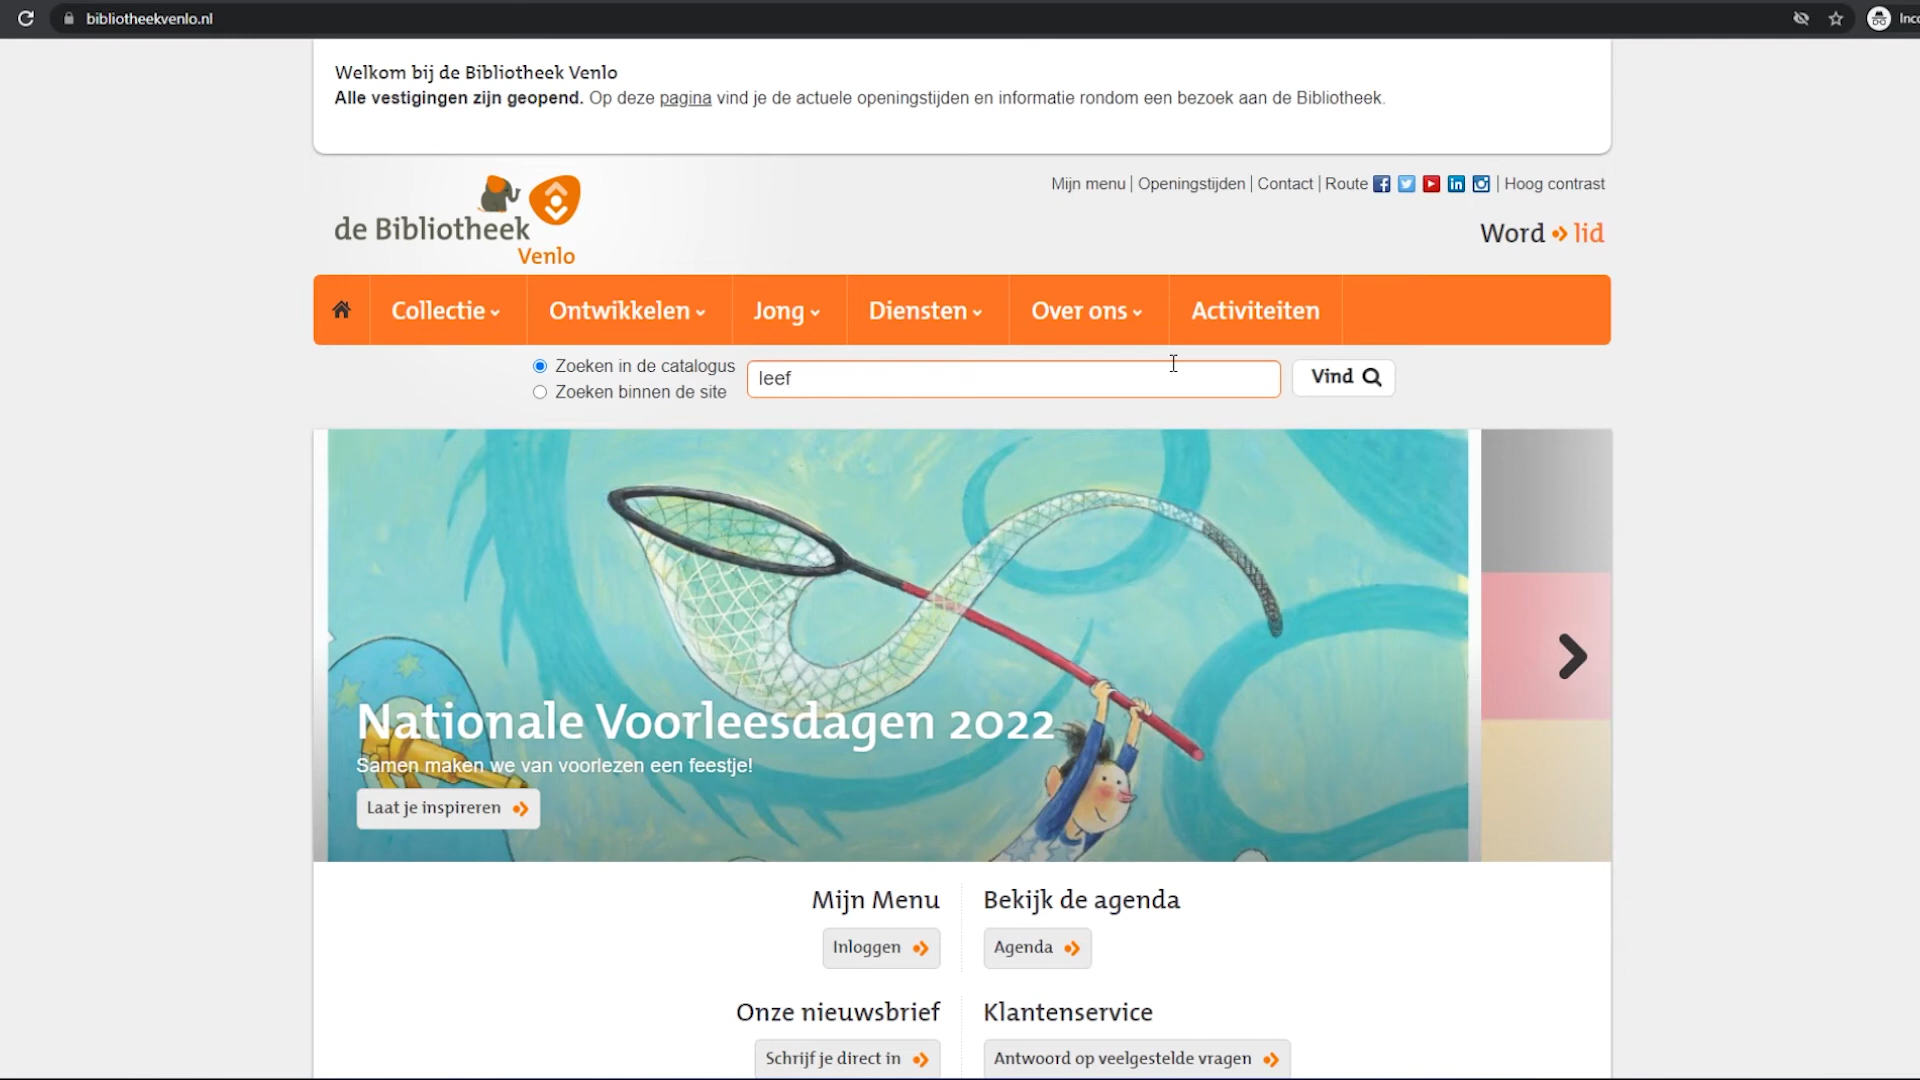 bibliotheekvenlo.nl
Welkom bij de Bibliotheek Venlo
Alle vestigingen zijn geopend. Op deze pagina vind je de actuele openingstijden en informatie rondom een bezoek aan de Bibliotheek.
Mijn menu | Openingstijden | Contact | Route | Hoog contrast
de Bibliotheek
Venlo
Word lid
Collectie Ontwikkelen Jong Diensten Over ons Activiteiten
Zoeken in de catalogus
Zoeken binnen de site
leef
Vind
Nationale Voorleesdagen 2022
Samen maken we van voorlezen een feestje!
Laat je inspireren
Mijn Menu
Inloggen
Bekijk de agenda
Agenda
Onze nieuwsbrief
Schrijf je direct in
Klantenservice
Antwoord op veelgestelde vragen